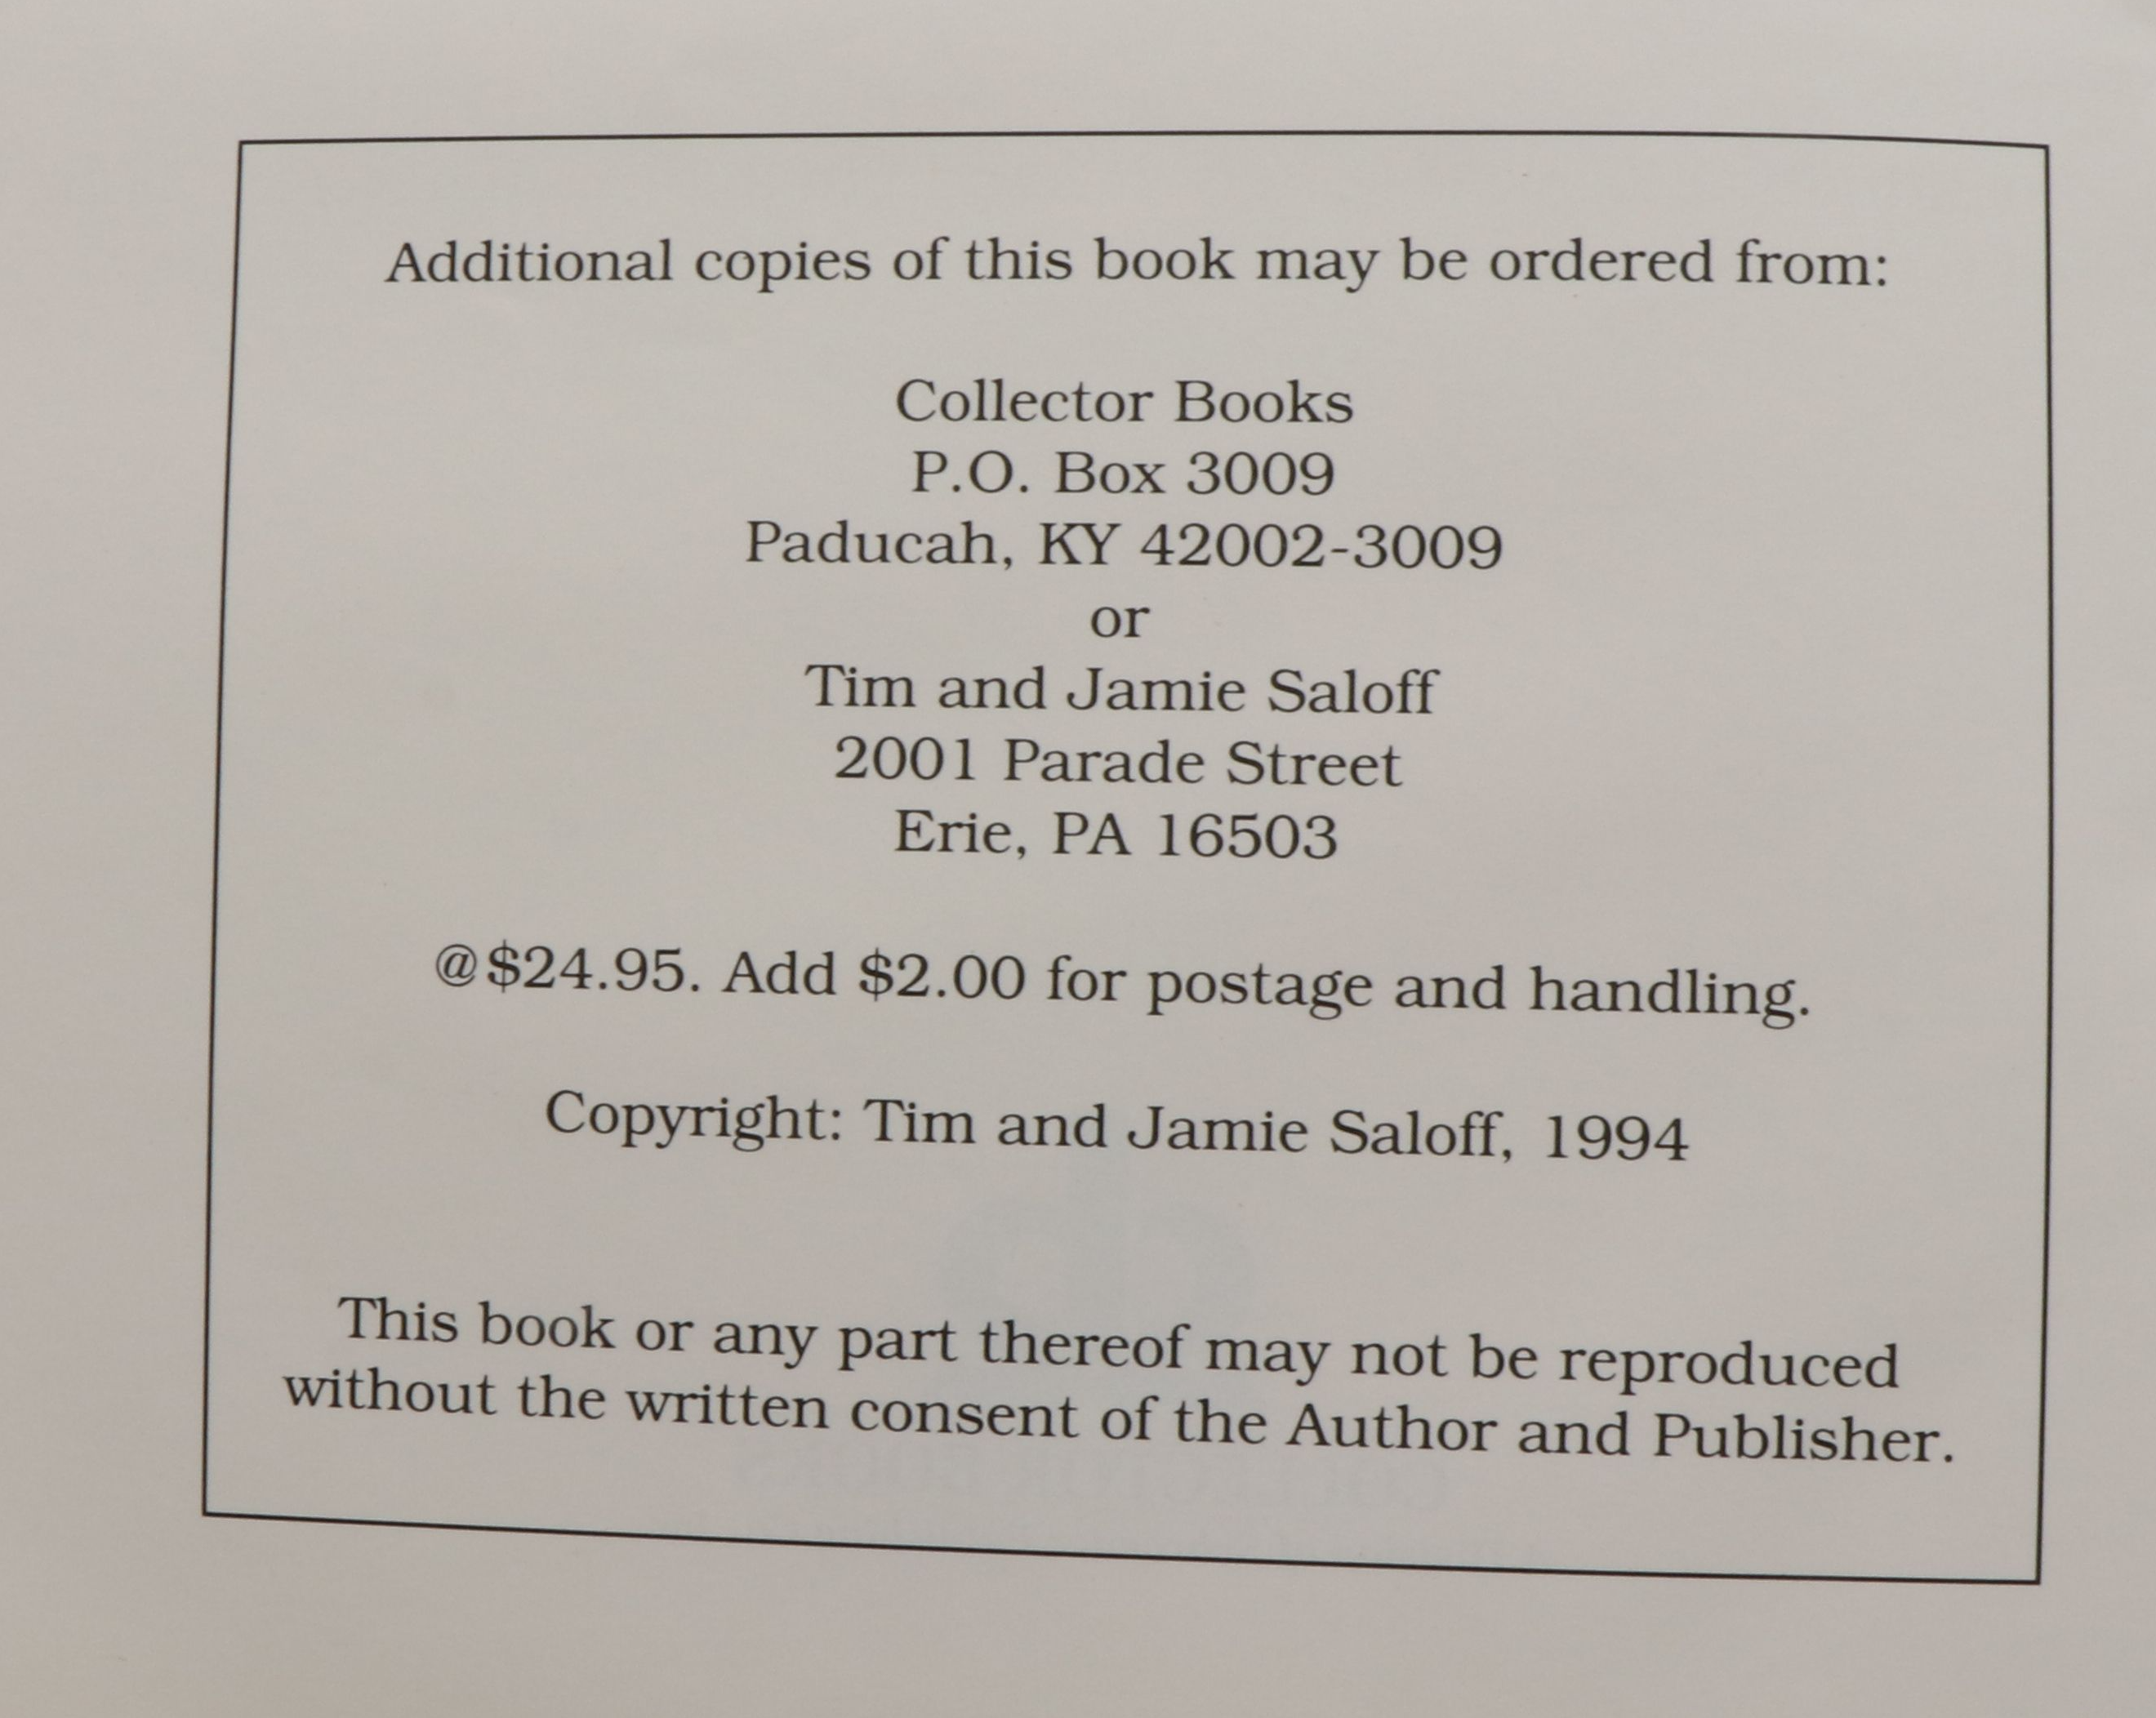 Additional copies of this book may be ordered from:
Collector Books
P.O. Box 3009
Paducah, KY 42002-3009
or
Tim and Jamie Saloff
2001 Parade Street
Erie, PA 16503
@$24.95. Add $2.00 for postage and handling.
Copyright: Tim and Jamie Saloff, 1994
This book or any part thereof may not be reproduced
without the written consent of the Author and Publisher.